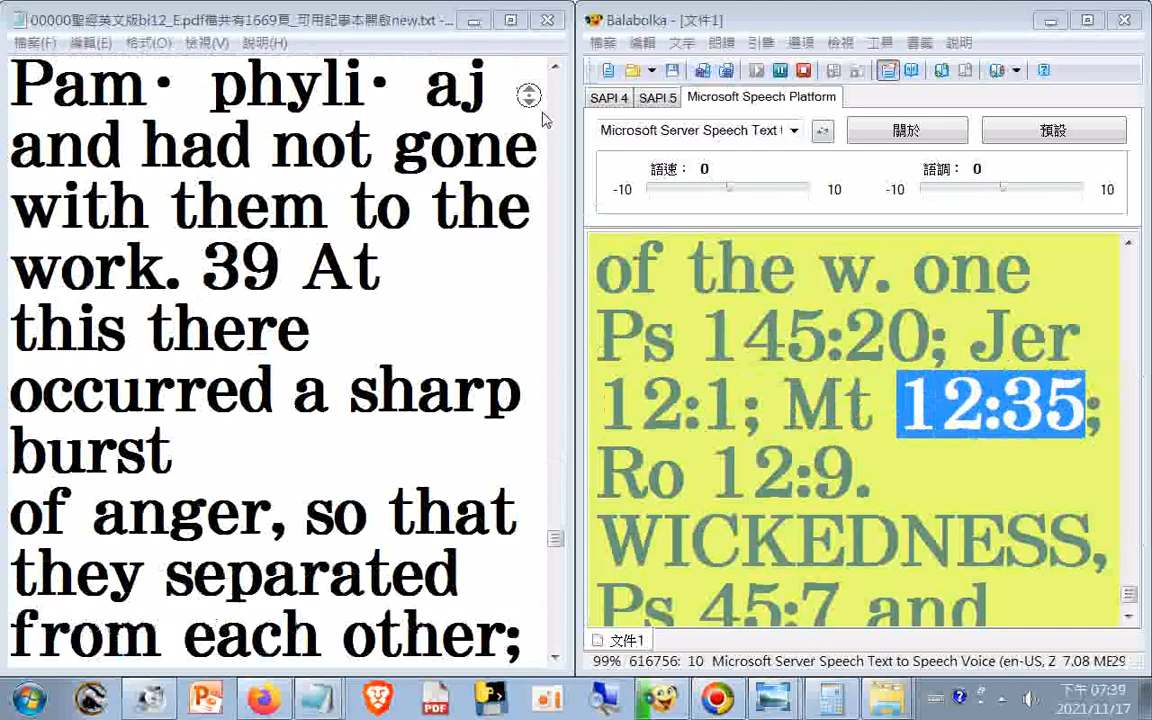 00000聖經英文版bi12_E.pdf檔共有1669頁_可用記事本開啟new.txt -...
檔案(F) 編輯(E) 格式(O) 檢視(V) 說明(H)
Pam· phyli· aj
and had not gone
with them to the
work. 39 At
this there
occurred a sharp
burst
of anger, so that
they separated
from each other;
Balabolka - [文件1]
檔案 編輯 文字 朗讀 引擎 選項 檢視 工具 書籤 說明
SAPI 4 SAPI 5 Microsoft Speech Platform
Microsoft Server Speech Text 關於 預設
語速: 0 語調: 0
-10 10 -10 10
of the w. one
Ps 145:20; Jer
12:1; Mt 12:35;
Ro 12:9.
WICKEDNESS,
Ps 45:7 and
文件1
99% 616756: 10 Microsoft Server Speech Text to Speech Voice (en-US, Z 7.08 ME29
PDF
下午 07:39
2021/11/17